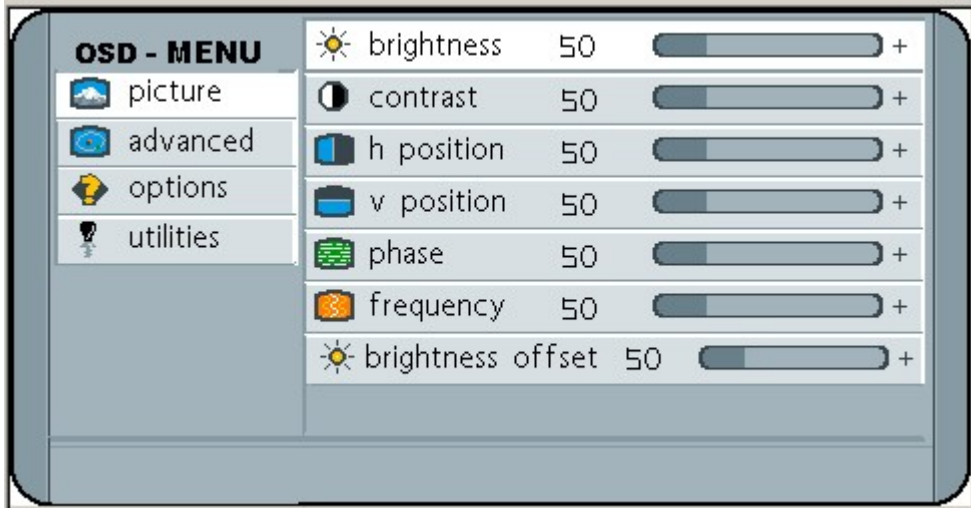 OSD - MENU
picture
advanced
options
utilities
brightness 50 +
contrast 50 +
h position 50 +
v position 50 +
phase 50 +
frequency 50 +
brightness offset 50 +